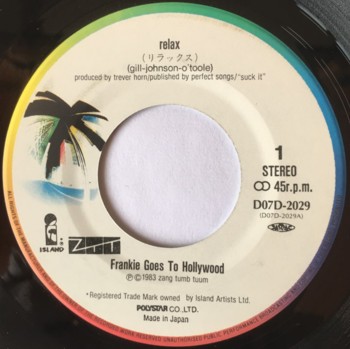 relax
(リラックス)
(gill-johnson-o'toole)
produced by trever horn/published by perfect songs/"suck it"
1
STEREO
45r.p.m.
D07D-2029
(D07D-2029A)
ISLAND
ZTT
Frankie Goes To Hollywood
℗©1983 zang tumb tuum
*Registered Trade Mark owned by Island Artists Ltd.
POLYSTAR CO.,LTD.
Made in Japan